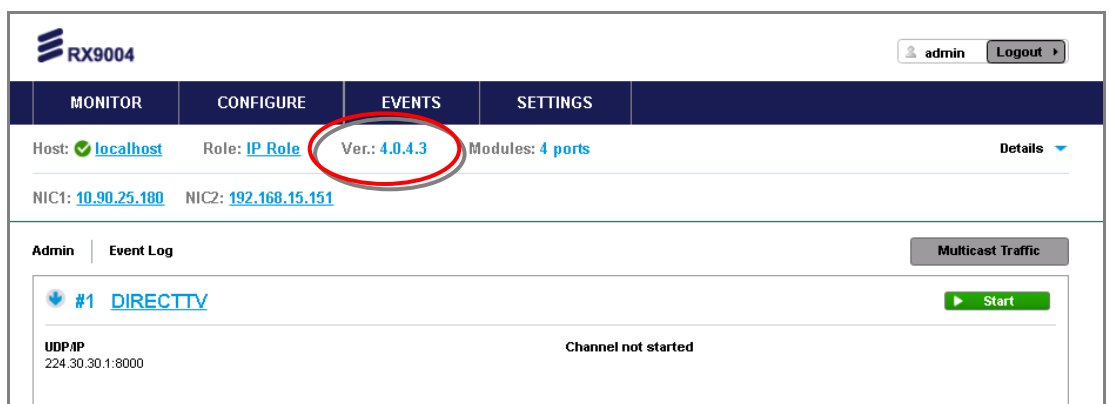 RX9004
admin Logout
MONITOR CONFIGURE EVENTS SETTINGS
Host: localhost Role: IP Role Ver.: 4.0.4.3 Modules: 4 ports Details
NIC1: 10.90.25.180 NIC2: 192.168.15.151
Admin Event Log Multicast Traffic
#1 DIRECTTV Start
UDP/IP Channel not started
224.30.30.1:8000